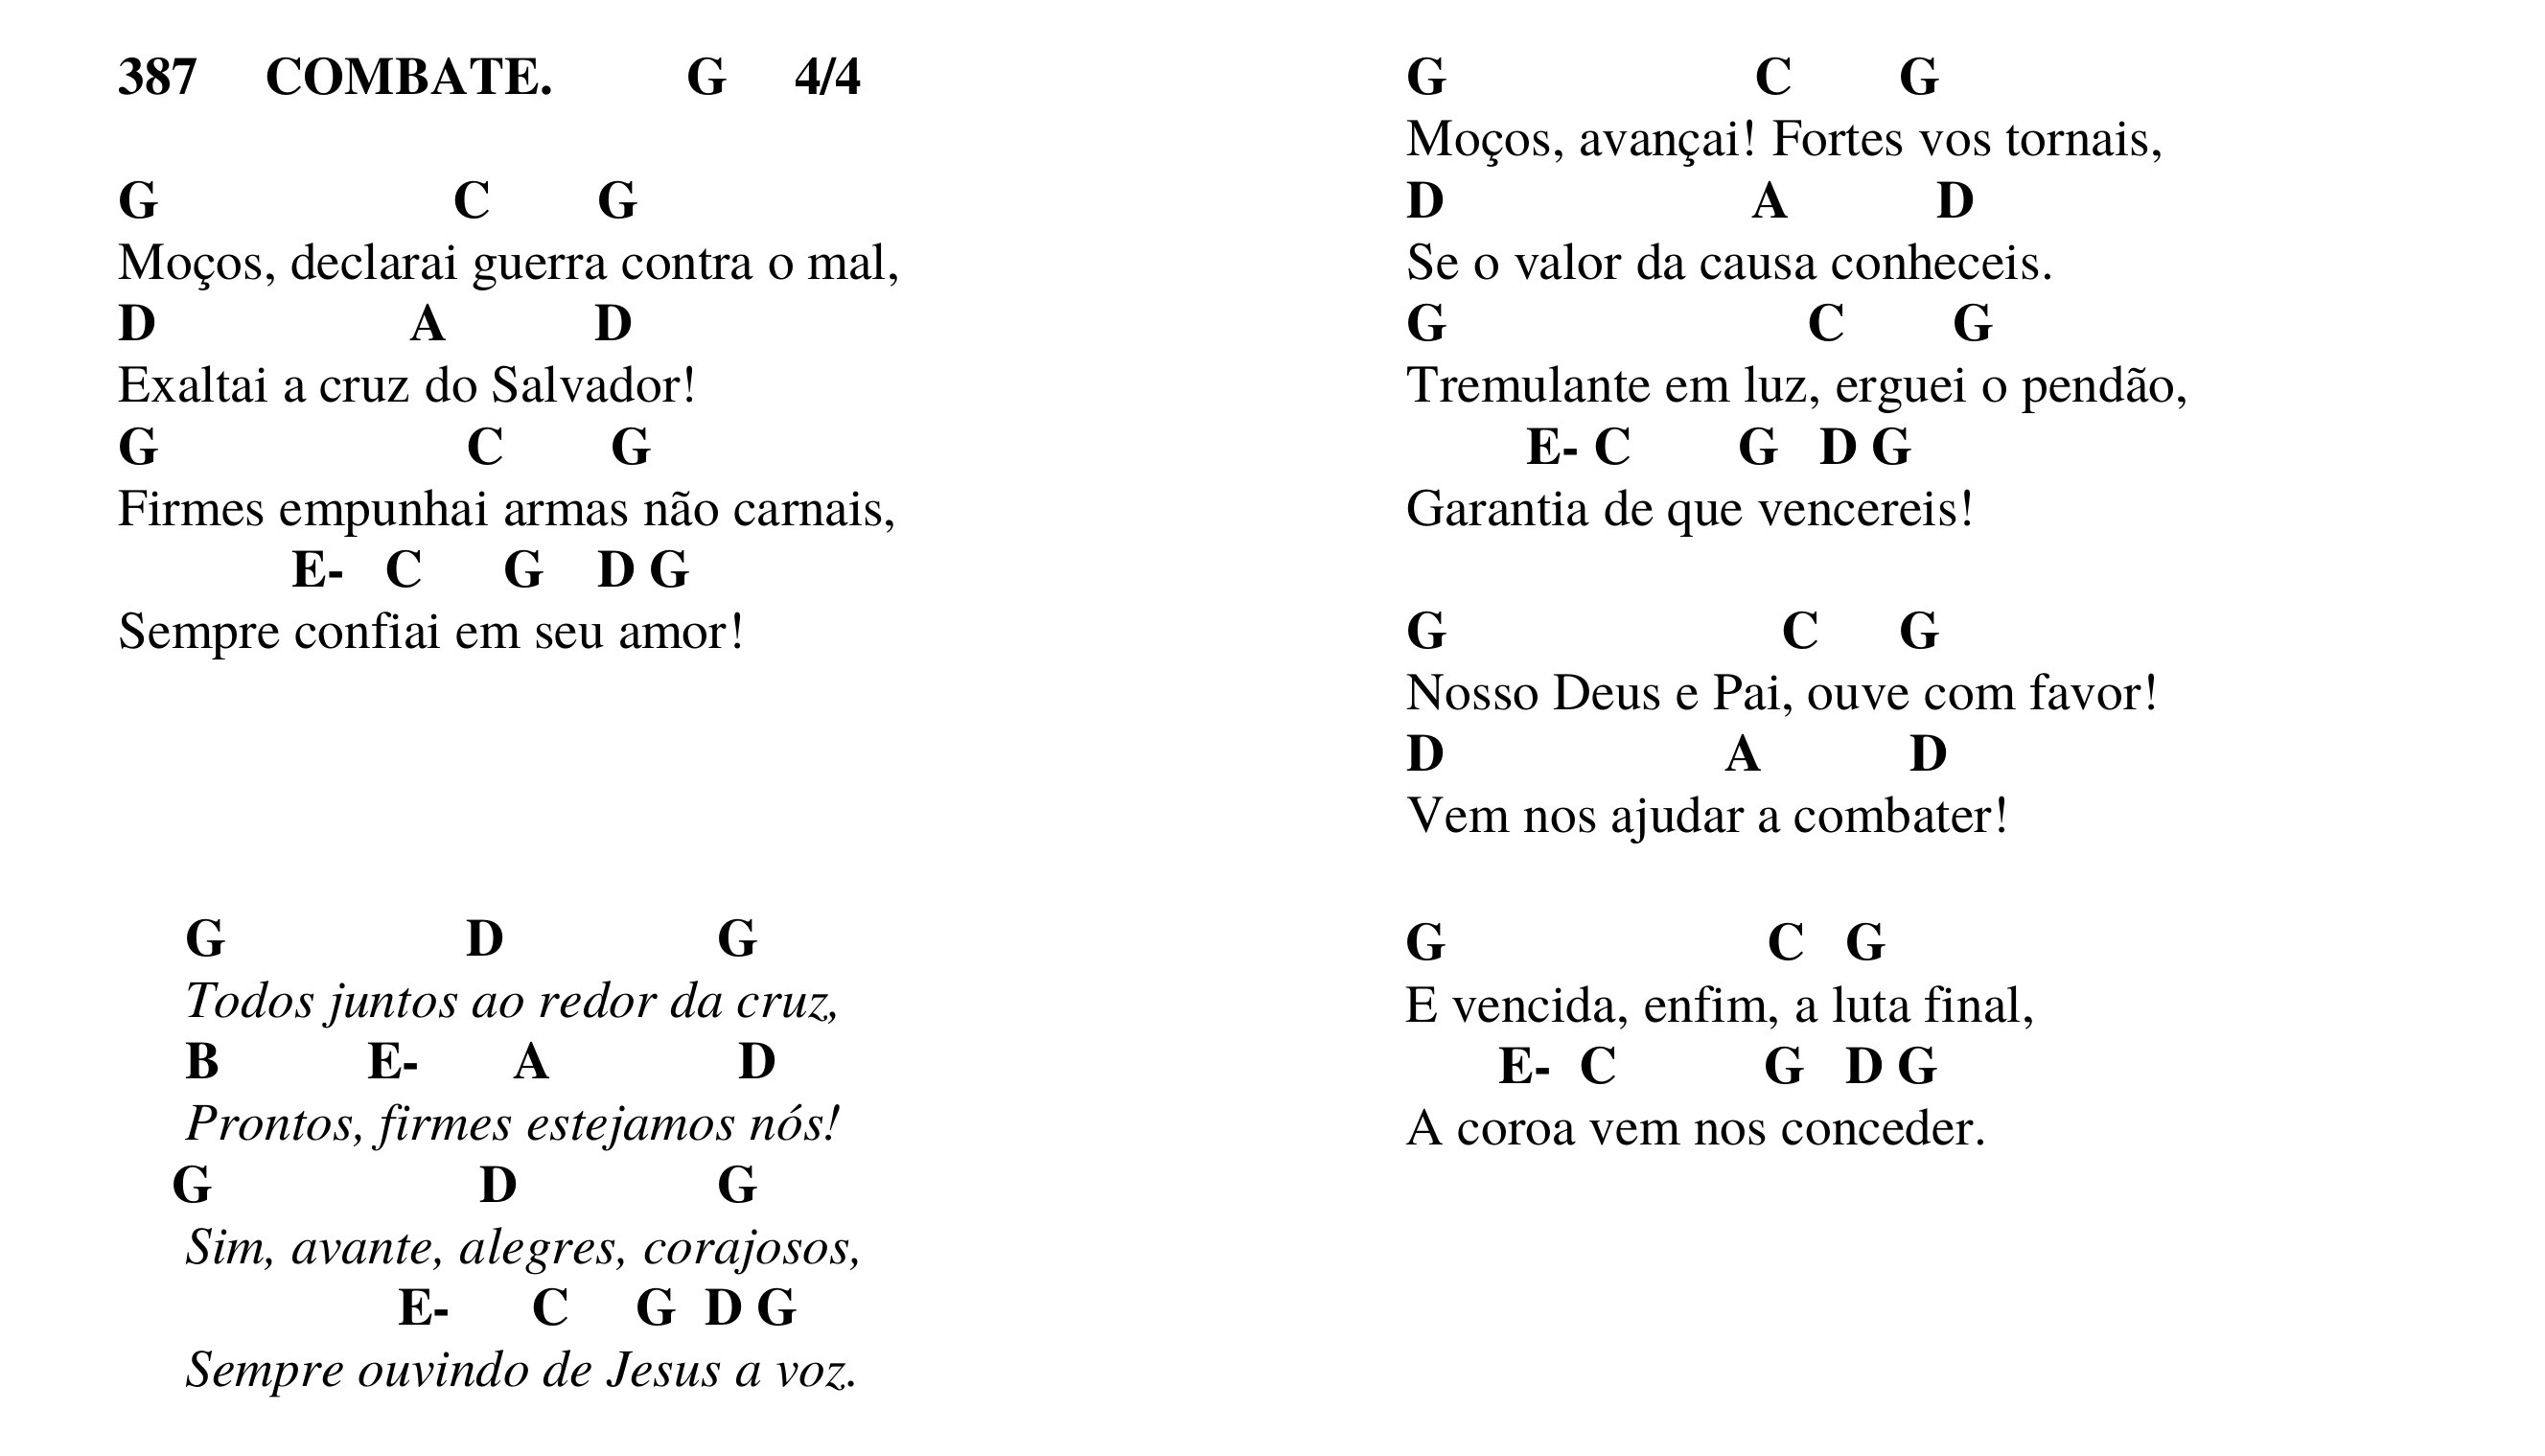 387 COMBATE. G 4/4
G C G
Moços, declarai guerra contra o mal,
D A D
Exaltai a cruz do Salvador!
G C G
Firmes empunhai armas não carnais,
E- C G D G
Sempre confiai em seu amor!
G D G
Todos juntos ao redor da cruz,
B E- A D
Prontos, firmes estejamos nós!
G D G
Sim, avante, alegres, corajosos,
E- C G D G
Sempre ouvindo de Jesus a voz.
G C G
Moços, avançai! Fortes vos tornais,
D A D
Se o valor da causa conheceis.
G C G
Tremulante em luz, erguei o pendão,
E- C G D G
Garantia de que vencereis!
G C G
Nosso Deus e Pai, ouve com favor!
D A D
Vem nos ajudar a combater!
G C G
E vencida, enfim, a luta final,
E- C G D G
A coroa vem nos conceder.